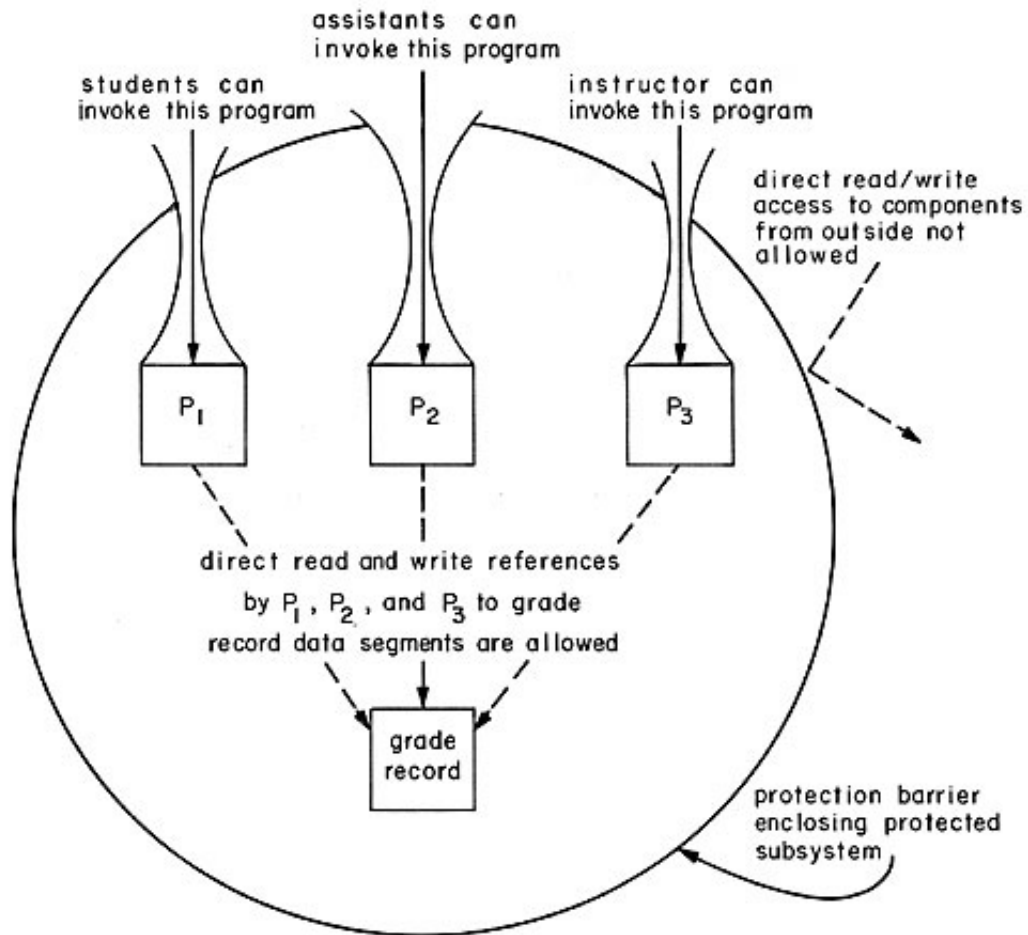 assistants can
invoke this program
students can
invoke this program
instructor can
invoke this program
direct read/write
access to components
from outside not
allowed
P1
P2
P3
direct read and write references
by P1, P2, and P3 to grade
record data segments are allowed
grade
record
protection barrier
enclosing protected
subsystem